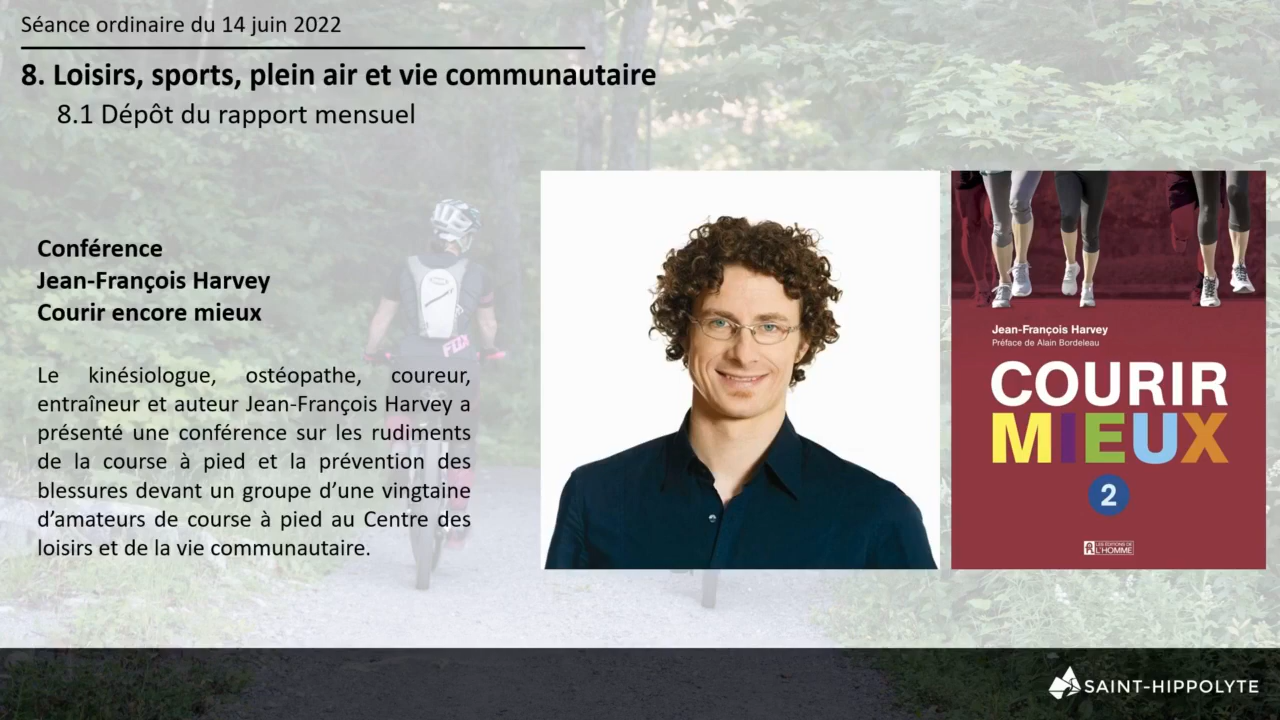 Séance ordinaire du 14 juin 2022
8. Loisirs, sports, plein air et vie communautaire
8.1 Dépôt du rapport mensuel
Conférence
Jean-François Harvey
Courir encore mieux
Le kinésiologue, ostéopathe, coureur,
entraîneur et auteur Jean-François Harvey a
présenté une conférence sur les rudiments
de la course à pied et la prévention des
blessures devant un groupe d’une vingtaine
d’amateurs de course à pied au Centre des
loisirs et de la vie communautaire.
FOX
Jean-François Harvey
Préface de Alain Bordeleau
COURIR
MIEUX
2
LES ÉDITIONS DE
L'HOMME
SAINT-HIPPOLYTE